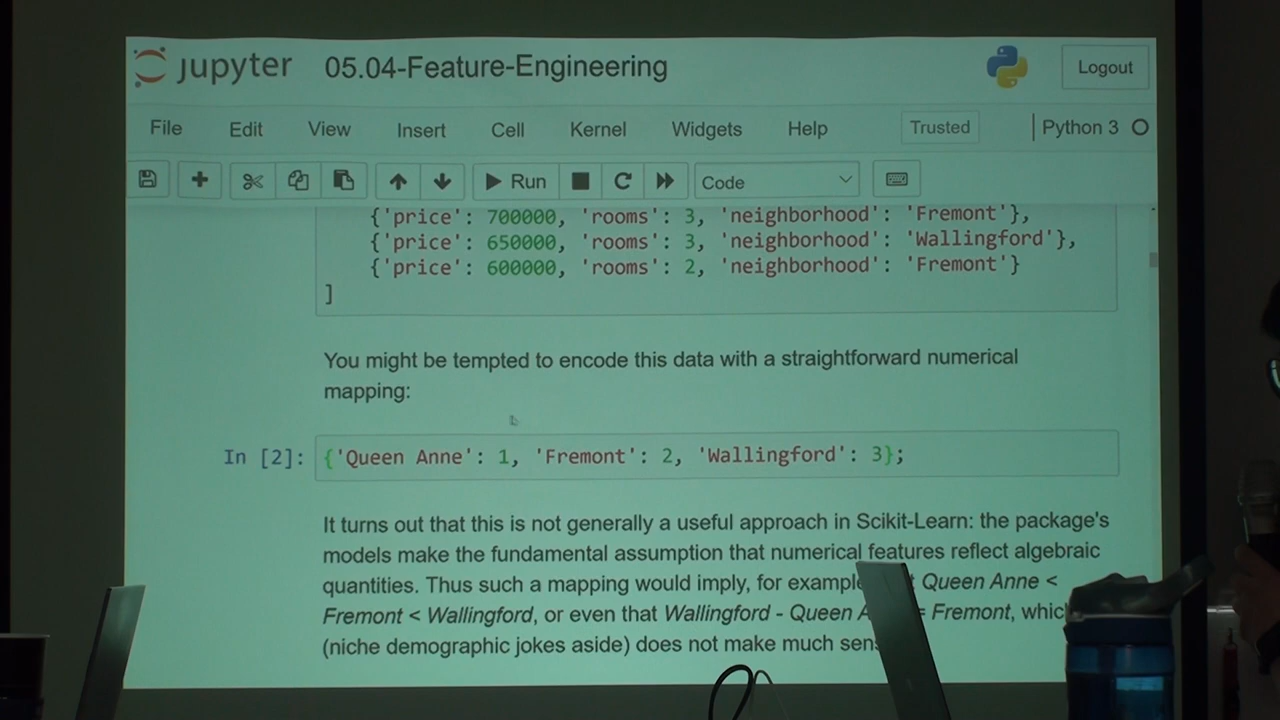 jupyter 05.04-Feature-Engineering Logout
File Edit View Insert Cell Kernel Widgets Help Trusted Python 3
Run Code
{'price': 700000, 'rooms': 3, 'neighborhood': 'Fremont'},
{'price': 650000, 'rooms': 3, 'neighborhood': 'Wallingford'},
{'price': 600000, 'rooms': 2, 'neighborhood': 'Fremont'}
]
You might be tempted to encode this data with a straightforward numerical
mapping:
In [2]: {'Queen Anne': 1, 'Fremont': 2, 'Wallingford': 3};
It turns out that this is not generally a useful approach in Scikit-Learn: the package's
models make the fundamental assumption that numerical features reflect algebraic
quantities. Thus such a mapping would imply, for example Queen Anne <
Fremont < Wallingford, or even that Wallingford - Queen = Fremont,
(niche demographic jokes aside) does not make much